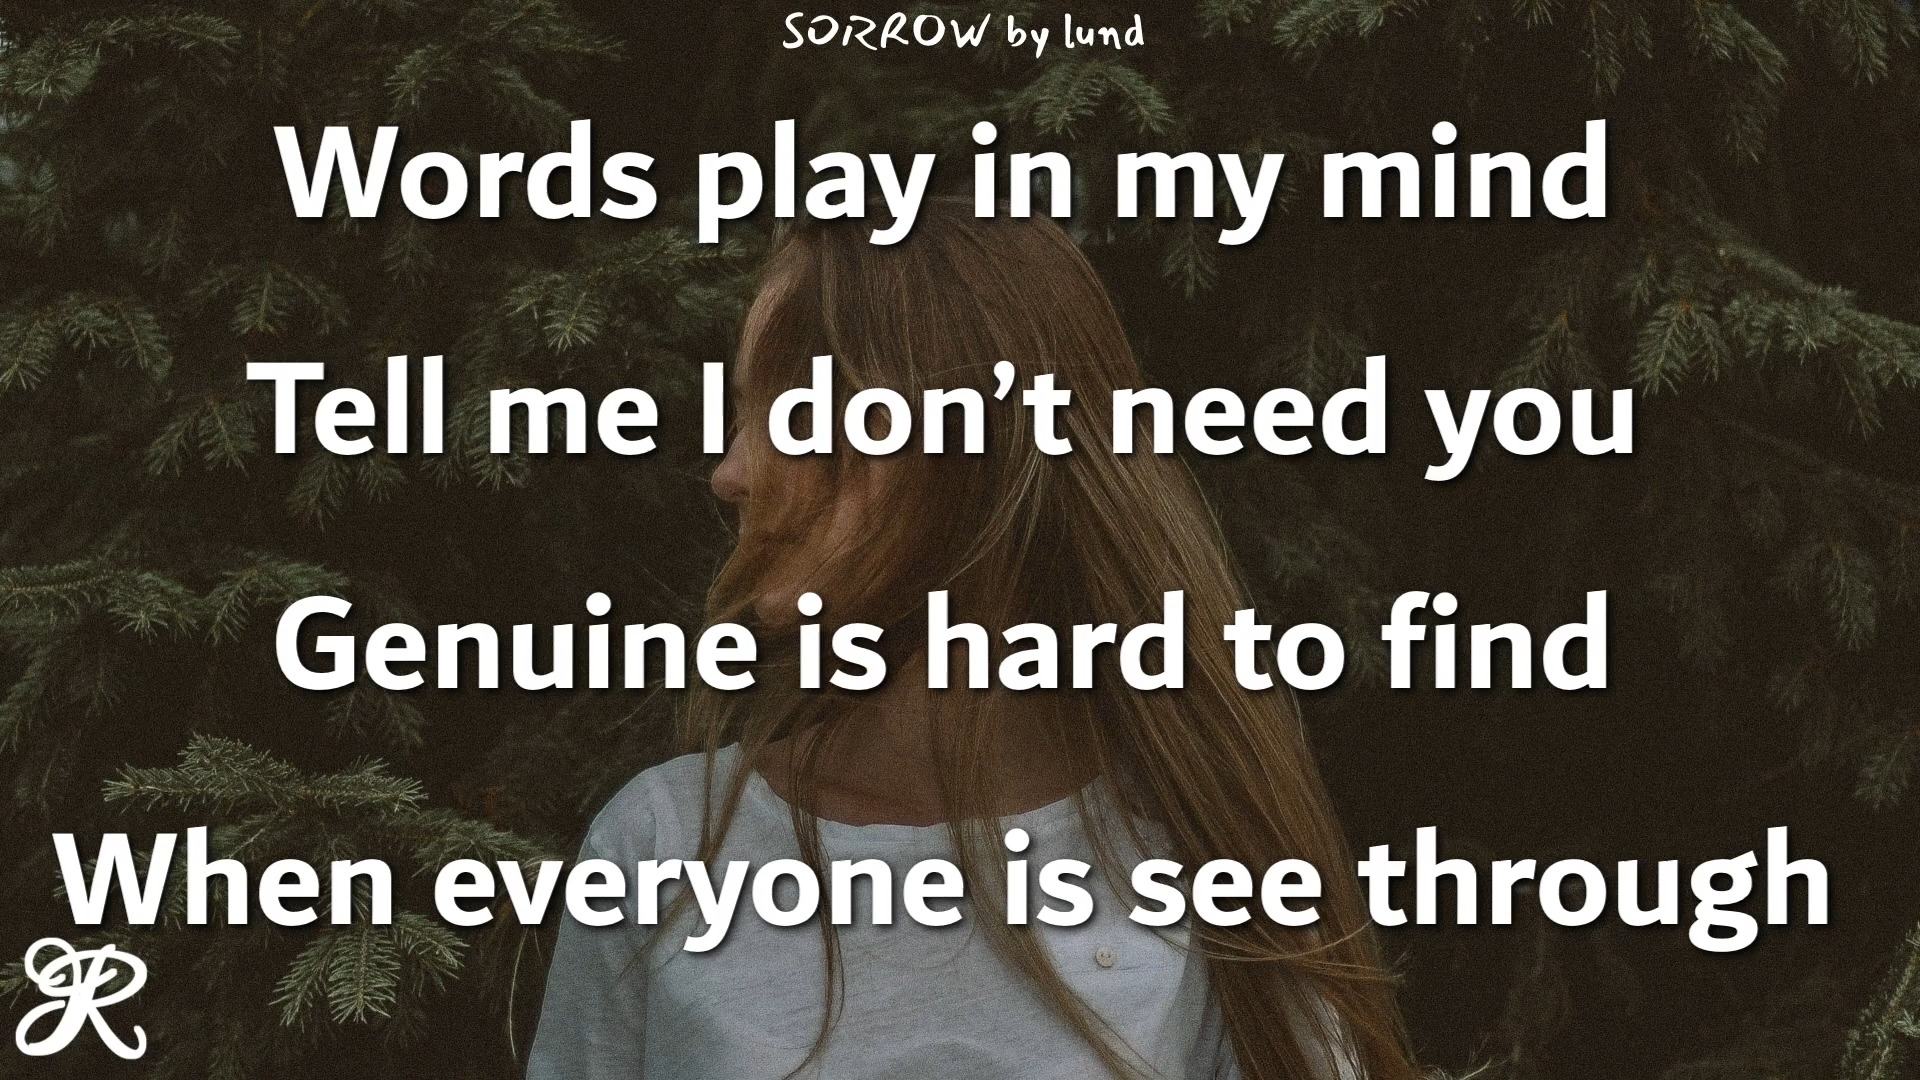 SORROW by lund
Words play in my mind
Tell me I don’t need you
Genuine is hard to find
When everyone is see through
R